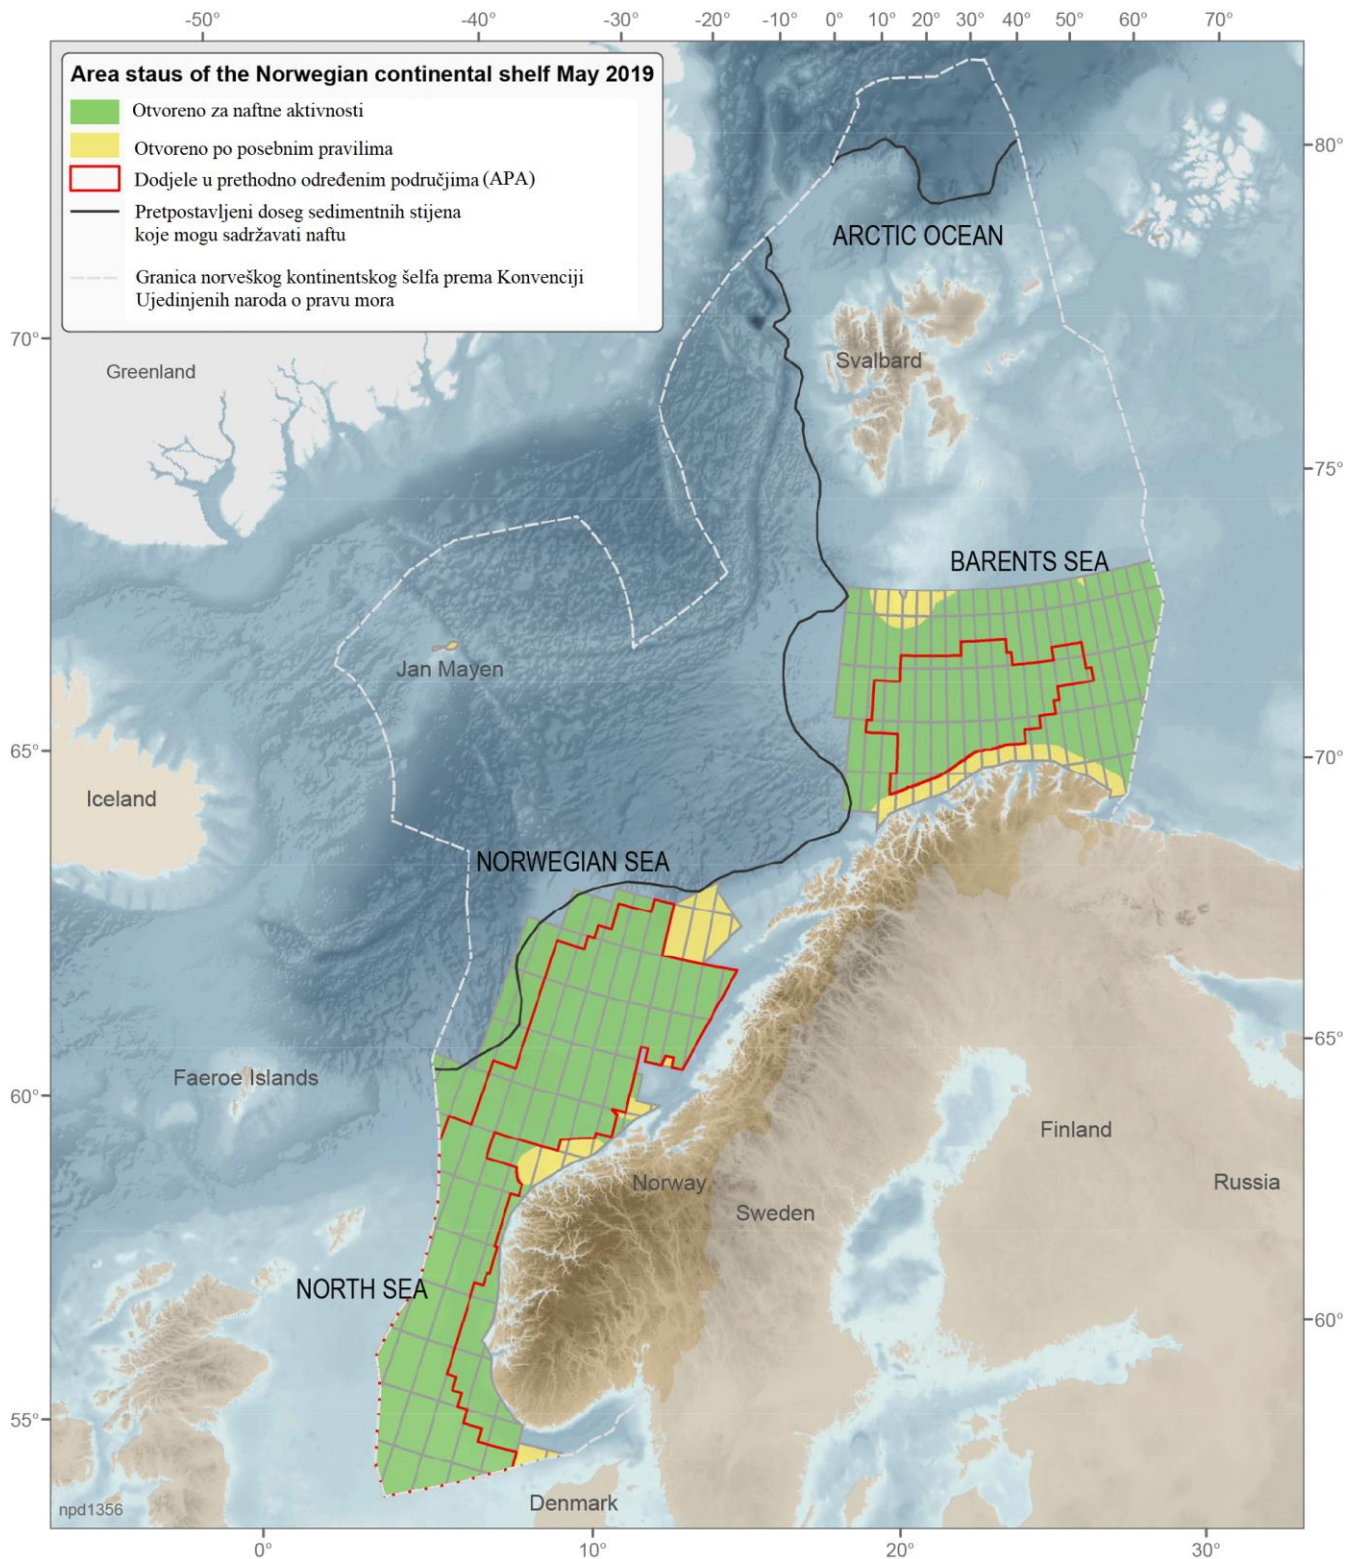 -50° -40° -30° -20° -10° 0° 10° 20° 30° 40° 50° 60° 70°
Area staus of the Norwegian continental shelf May 2019
Otvoreno za naftne aktivnosti
Otvoreno po posebnim pravilima
Dodjele u prethodno određenim područjima (APA)
Pretpostavljeni doseg sedimentnih stijena
koje mogu sadržavati naftu
Granica norveškog kontinentskog šelfa prema Konvenciji
Ujedinjenih naroda o pravu mora
80°
ARCTIC OCEAN
70°
Svalbard
Greenland
75°
BARENTS SEA
Jan Mayen
65°
70°
Iceland
NORWEGIAN SEA
65°
Faeroe Islands
60°
Finland
Norway
Russia
Sweden
NORTH SEA
60°
55°
Denmark
npd1356
0° 10° 20° 30°